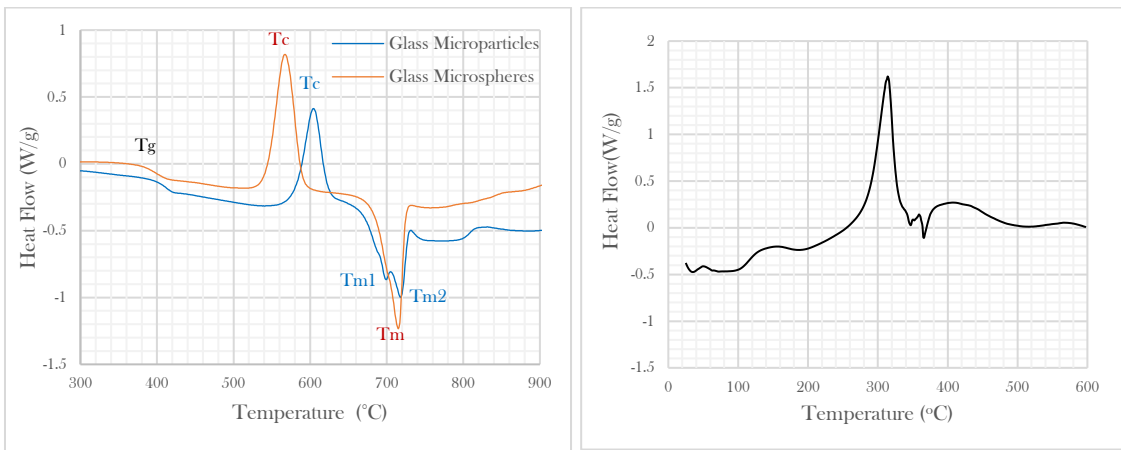 1
0.5
0
-0.5
-1
-1.5
300 400 500 600 700 800 900
Heat Flow (W/g)
Temperature (°C)
Tc
Glass Microparticles
Glass Microspheres
Tc
Tg
Tm1
Tm2
Tm
2
1.5
1
0.5
0
-0.5
-1
-1.5
0 100 200 300 400 500 600
Heat Flow(W/g)
Temperature (ºC)